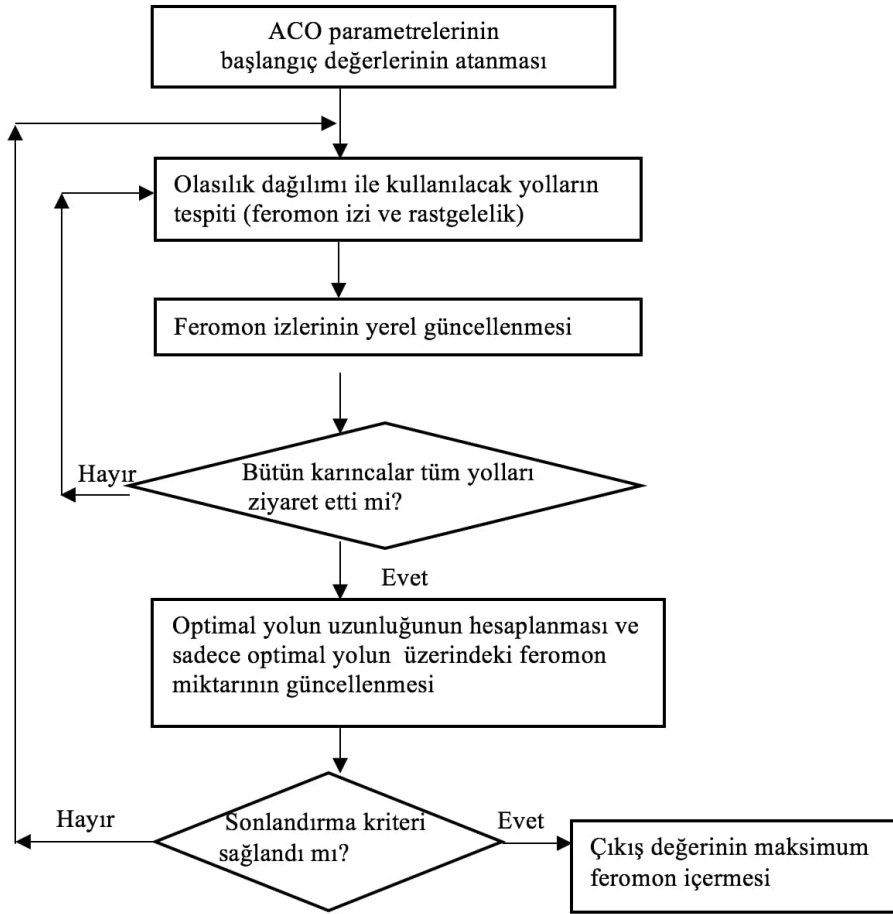 ACO parametrelerinin
başlangıç değerlerinin atanması
Olasılık dağılımı ile kullanılacak yolların
tespiti (feromon izi ve rastgelelik)
Feromon izlerinin yerel güncellenmesi
Hayır
Bütün karıncalar tüm yolları
ziyaret etti mi?
Evet
Optimal yolun uzunluğunun hesaplanması ve
sadece optimal yolun üzerindeki feromon
miktarının güncellenmesi
Hayır
Sonlandırma kriteri
sağlandı mı?
Evet
Çıkış değerinin maksimum
feromon içermesi